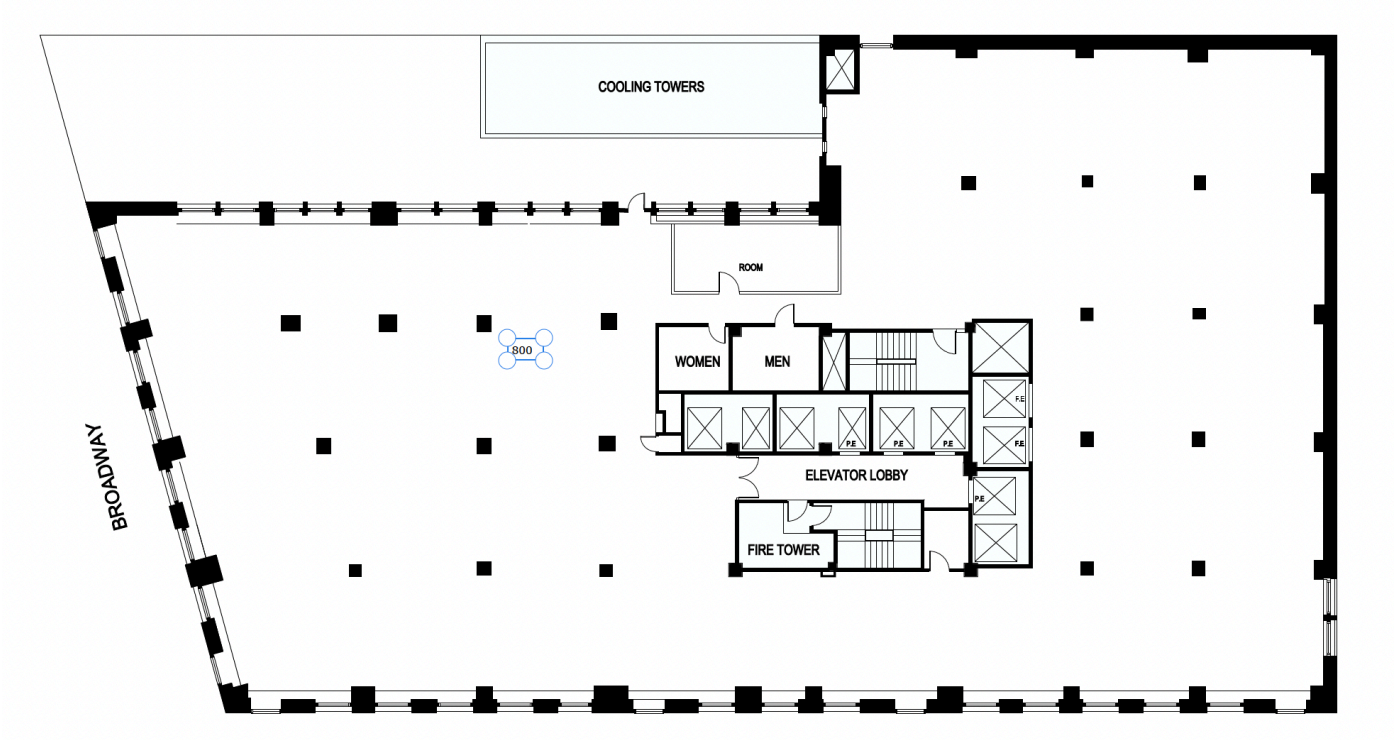 COOLING TOWERS
ROOM
800
WOMEN
MEN
F.E
F.E
P.E
P.E
P.E
BROADWAY
ELEVATOR LOBBY
P.E
FIRE TOWER